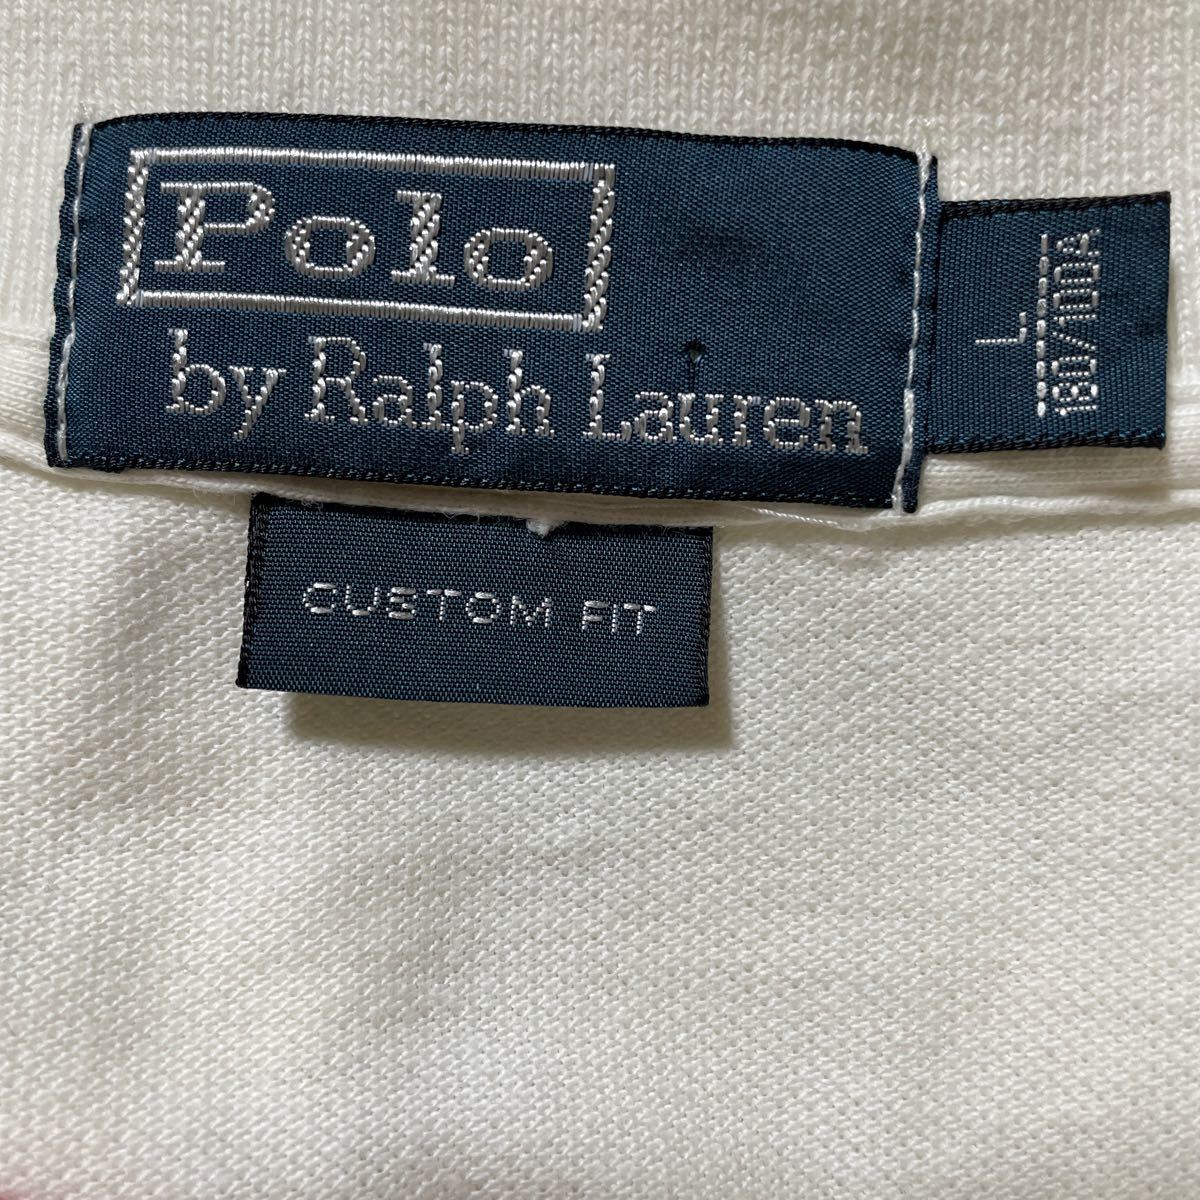 Polo
by Ralph Lauren
L
180/100A
CUSTOM FIT